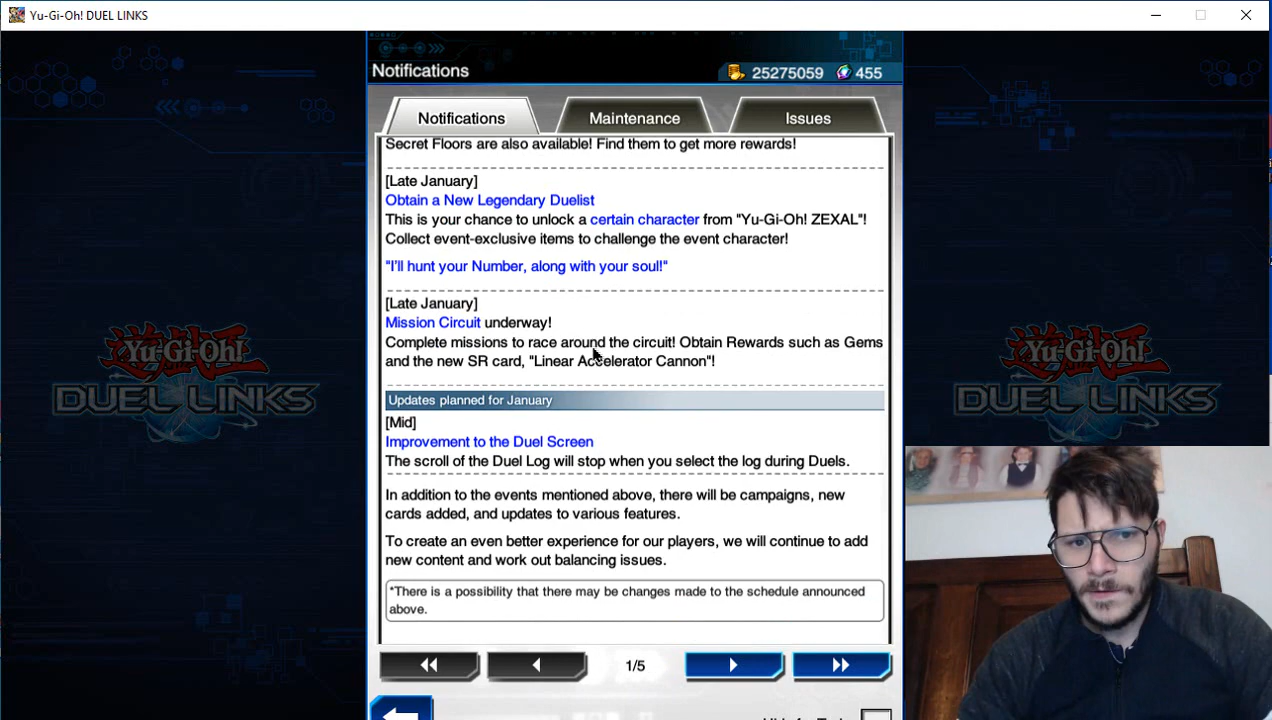 Yu-Gi-Oh! DUEL LINKS
Notifications
25275059
455
Notifications
Maintenance
Issues
Secret Floors are also available! Find them to get more rewards!
[Late January]
Obtain a New Legendary Duelist
This is your chance to unlock a certain character from "Yu-Gi-Oh! ZEXAL"!
Collect event-exclusive items to challenge the event character!
"I'll hunt your Number, along with your soul!"
[Late January]
Mission Circuit underway!
Complete missions to race around the circuit! Obtain Rewards such as Gems
and the new SR card, "Linear Accelerator Cannon"!
Updates planned for January
[Mid]
Improvement to the Duel Screen
The scroll of the Duel Log will stop when you select the log during Duels.
In addition to the events mentioned above, there will be campaigns, new
cards added, and updates to various features.
To create an even better experience for our players, we will continue to add
new content and work out balancing issues.
*There is a possibility that there may be changes made to the schedule announced
above.
1/5
Yu-Gi-Oh!
DUEL LINKS
Yu-Gi-Oh!
DUEL LINKS